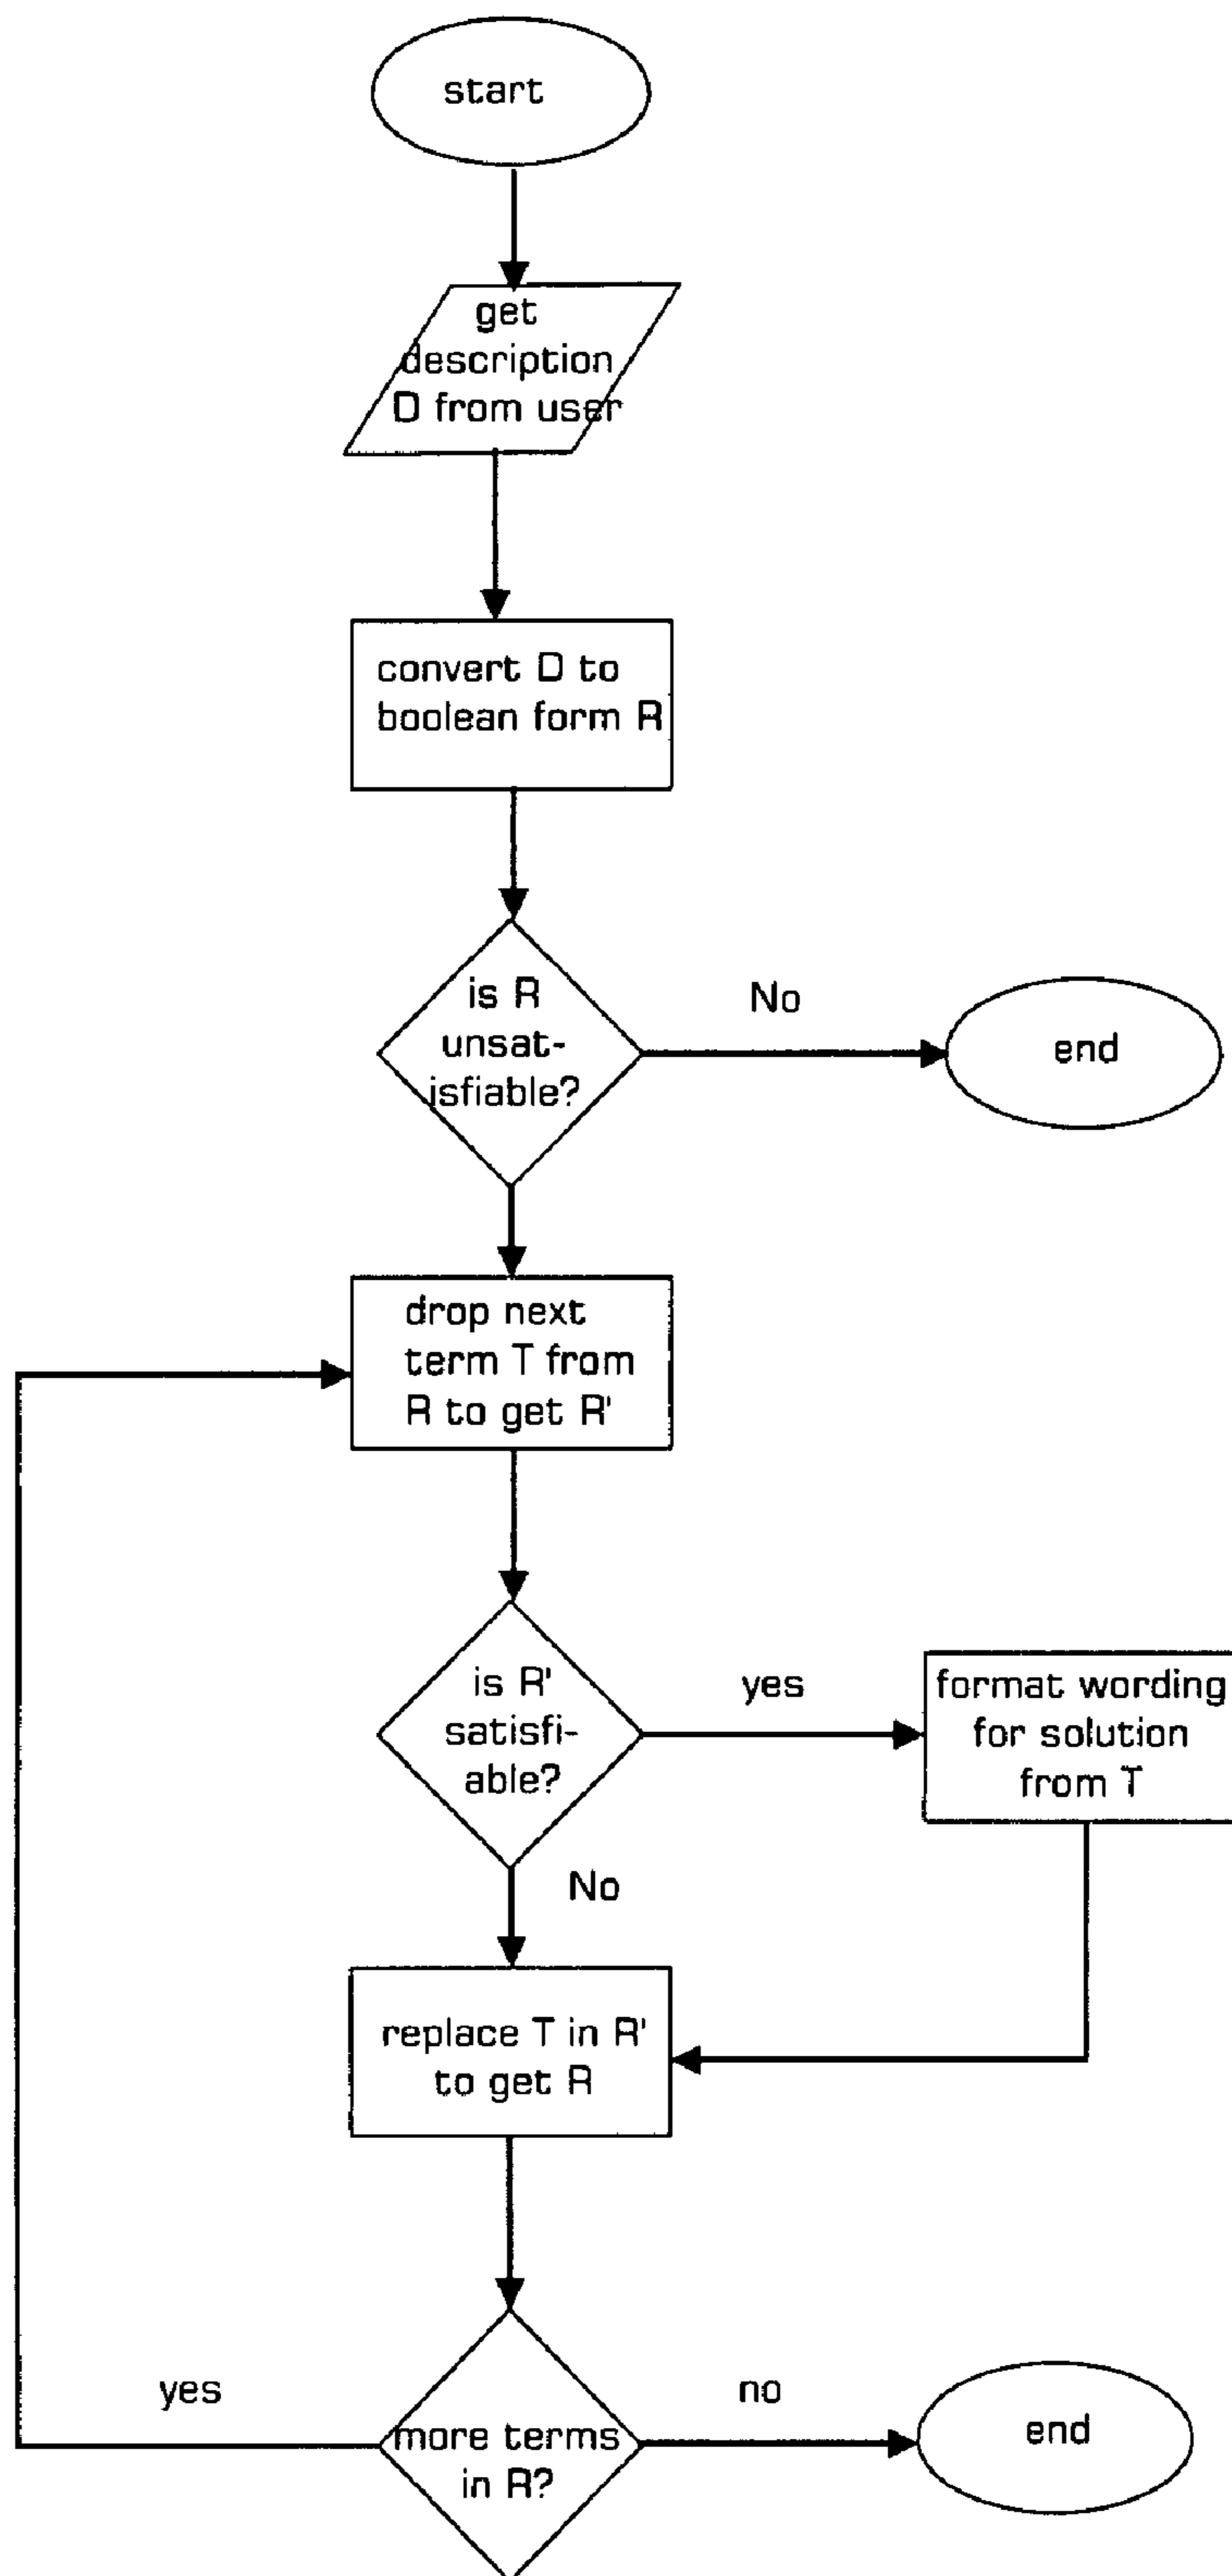 start
get
description
D from user
convert D to
boolean form R
is R
unsat-
isfiable?
No
end
drop next
term T from
R to get R'
is R'
satisfi-
able?
yes
format wording
for solution
from T
No
replace T in R'
to get R
yes
more terms
in R?
no
end